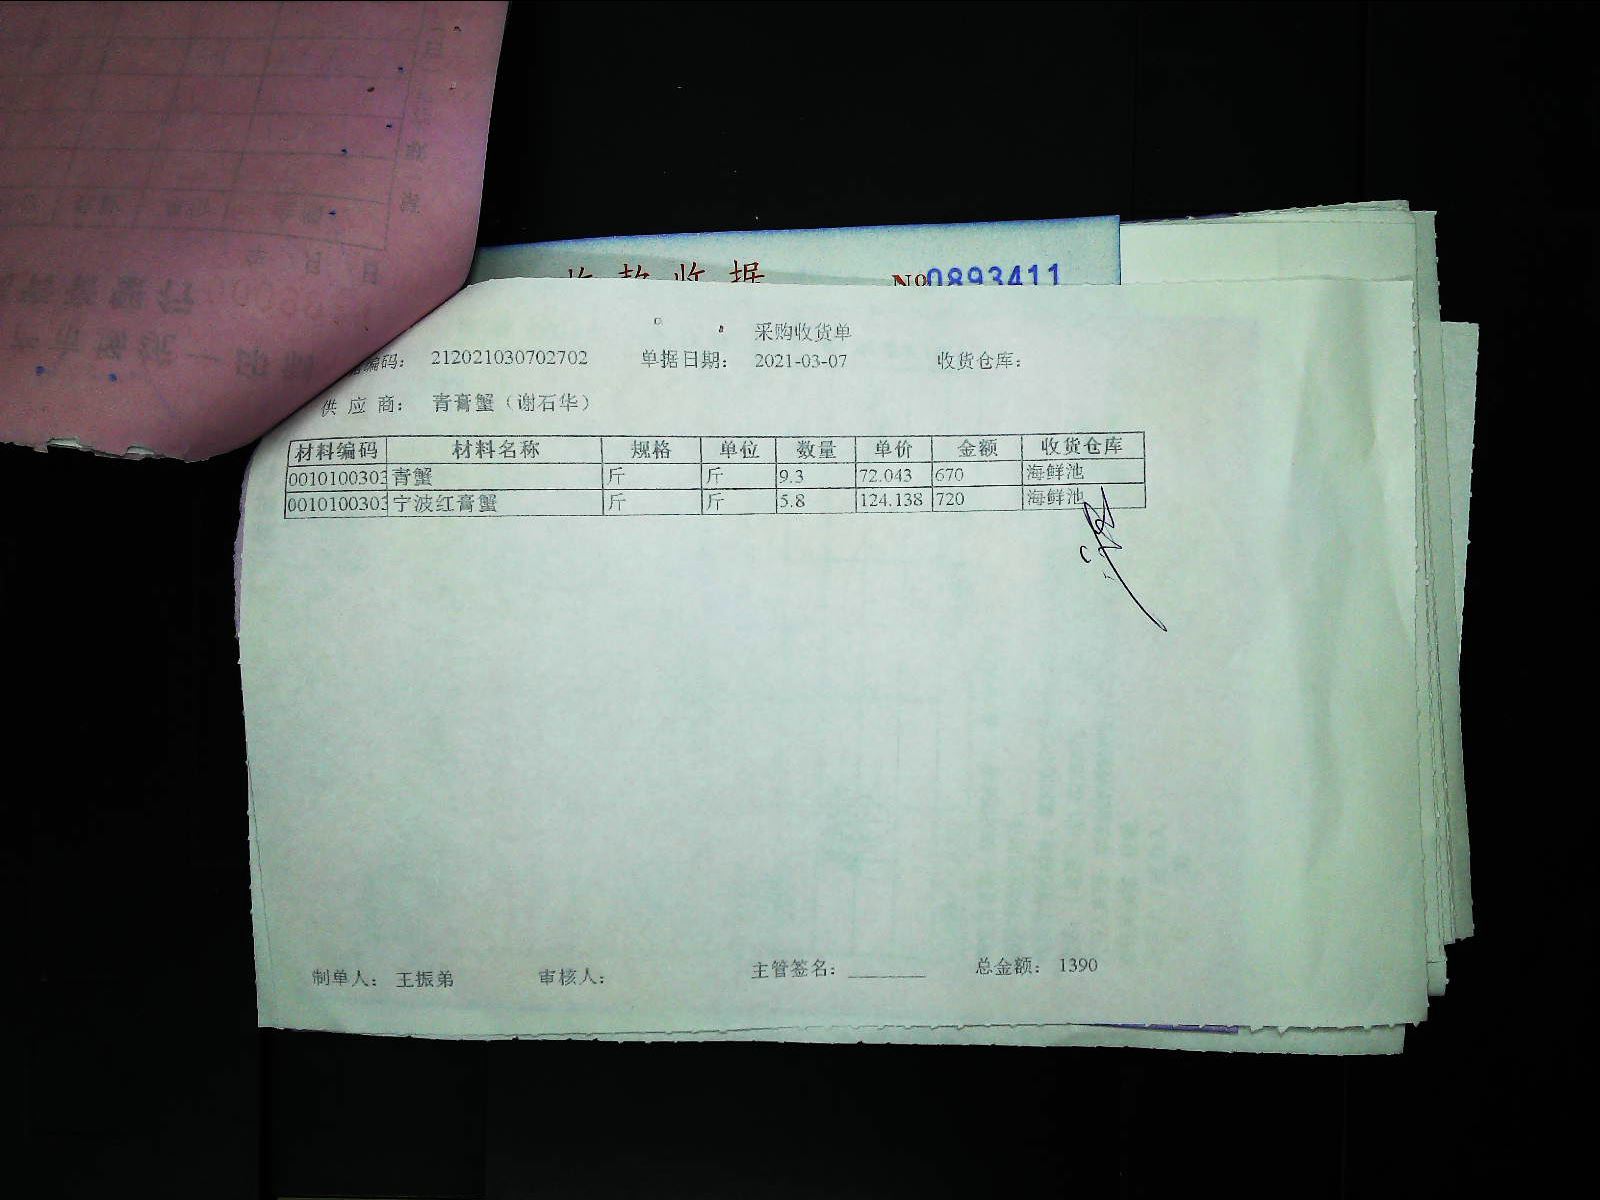 收款收据 №0893411
采购收货单
编码: 212021030702702 单据日期: 2021-03-07 收货仓库:
供 应 商: 青膏蟹（谢石华）
材料编码 材料名称 规格 单位 数量 单价 金额 收货仓库
0010100303 青蟹 斤 斤 9.3 72.043 670 海鲜池
0010100303 宁波红膏蟹 斤 斤 5.8 124.138 720 海鲜池
制单人: 王振弟 审核人: 主管签名: ________ 总金额: 1390